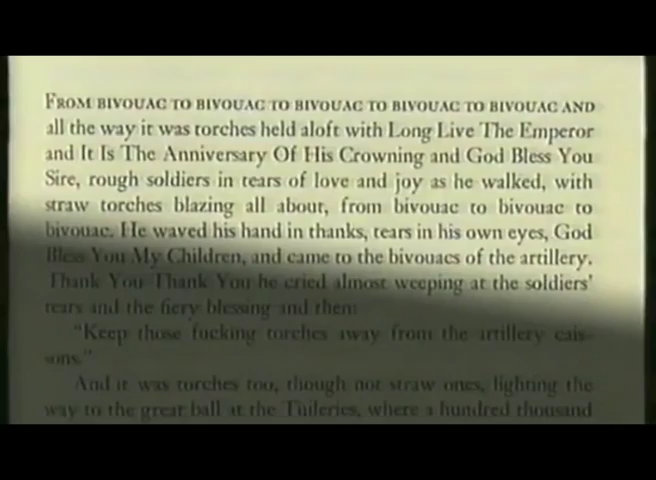 FROM BIVOUAC TO BIVOUAC TO BIVOUAC TO BIVOUAC TO BIVOUAC AND
all the way it was torches held aloft with Long Live The Emperor
and It Is The Anniversary Of His Crowning and God Bless You
Sire, rough soldiers in tears of love and joy as he walked, with
straw torches blazing all about, from bivouac to bivouac to
bivouac. He waved his hand in thanks, tears in his own eyes, God
Bless You My Children, and came to the bivouacs of the artillery.
Thank You Thank You he cried almost weeping at the soldiers'
tears and the fiery blessing and then:
"Keep those fucking torches away from the artillery cais-
sons."
And it was torches too, though not straw ones, lighting the
way to the great ball at the Tuileries, where a hundred thousand